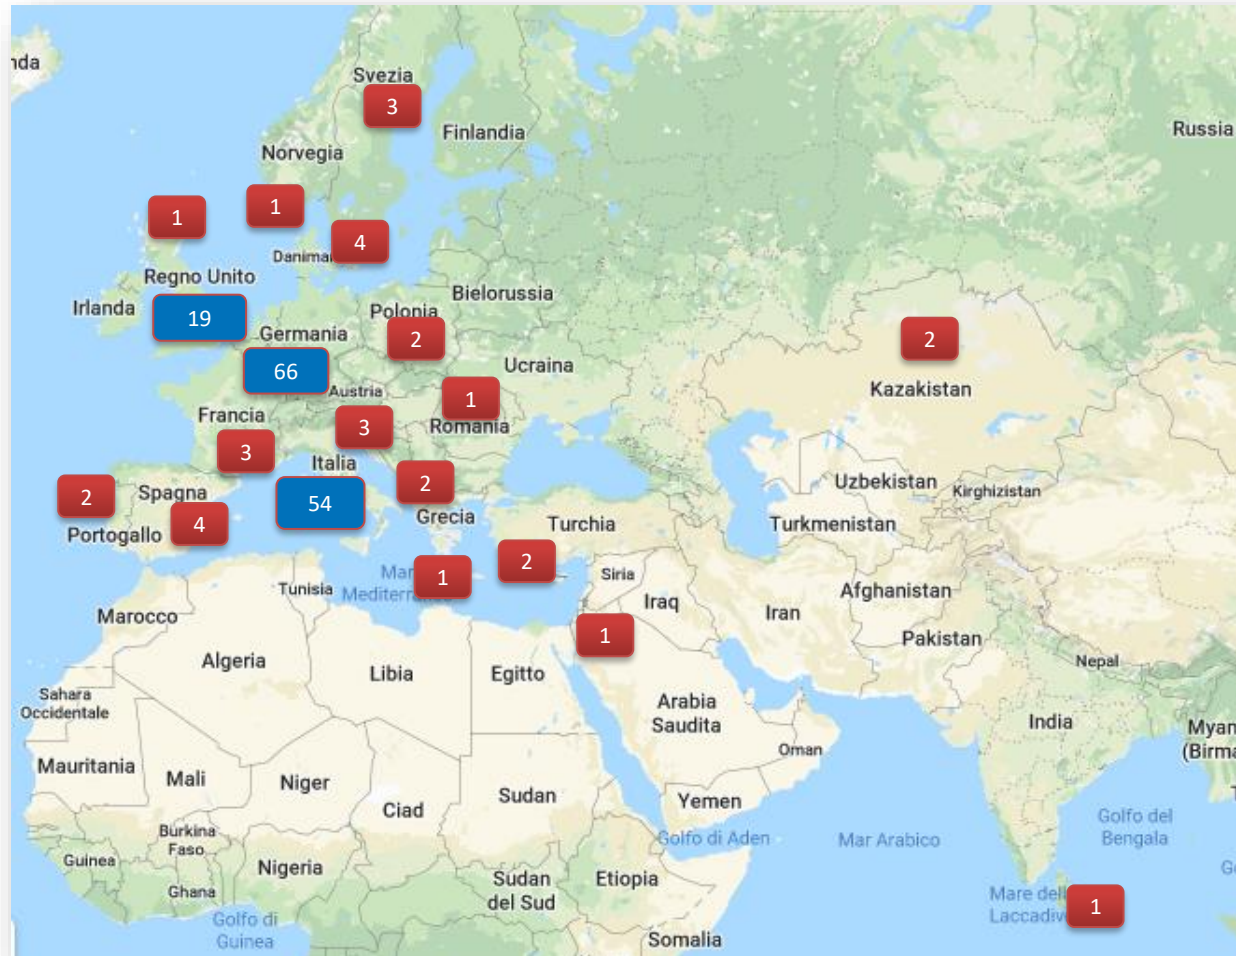 nda
Svezia
3
Finlandia
Russia
Norvegia
1
1
4
Danima
Regno Unito
Irlanda
19
Bielorussia
Polonia
2
Germania
2
Ucraina
66
Kazakistan
Austria
1
Francia
Romania
3
3
Italia
2
Uzbekistan
Kirghizistan
2
Spagna
54
Grecia
4
Turchia
Turkmenistan
Portogallo
2
1
Mar
Mediterraneo
Tunisia
Siria
Afghanistan
Iraq
Iran
Marocco
1
Pakistan
Algeria
Libia
Egitto
Nepal
Sahara
Occidentale
Arabia
Saudita
India
Myan
(Birma
Oman
Mauritania
Mali
Niger
Sudan
Yemen
Ciad
Golfo di Aden
Mar Arabico
Golfo del
Bengala
Burkina
Faso
Guinea
Nigeria
Ghana
Sudan
del Sud
Etiopia
Mare dell
Laccadiv
1
Golfo di
Guinea
Somalia